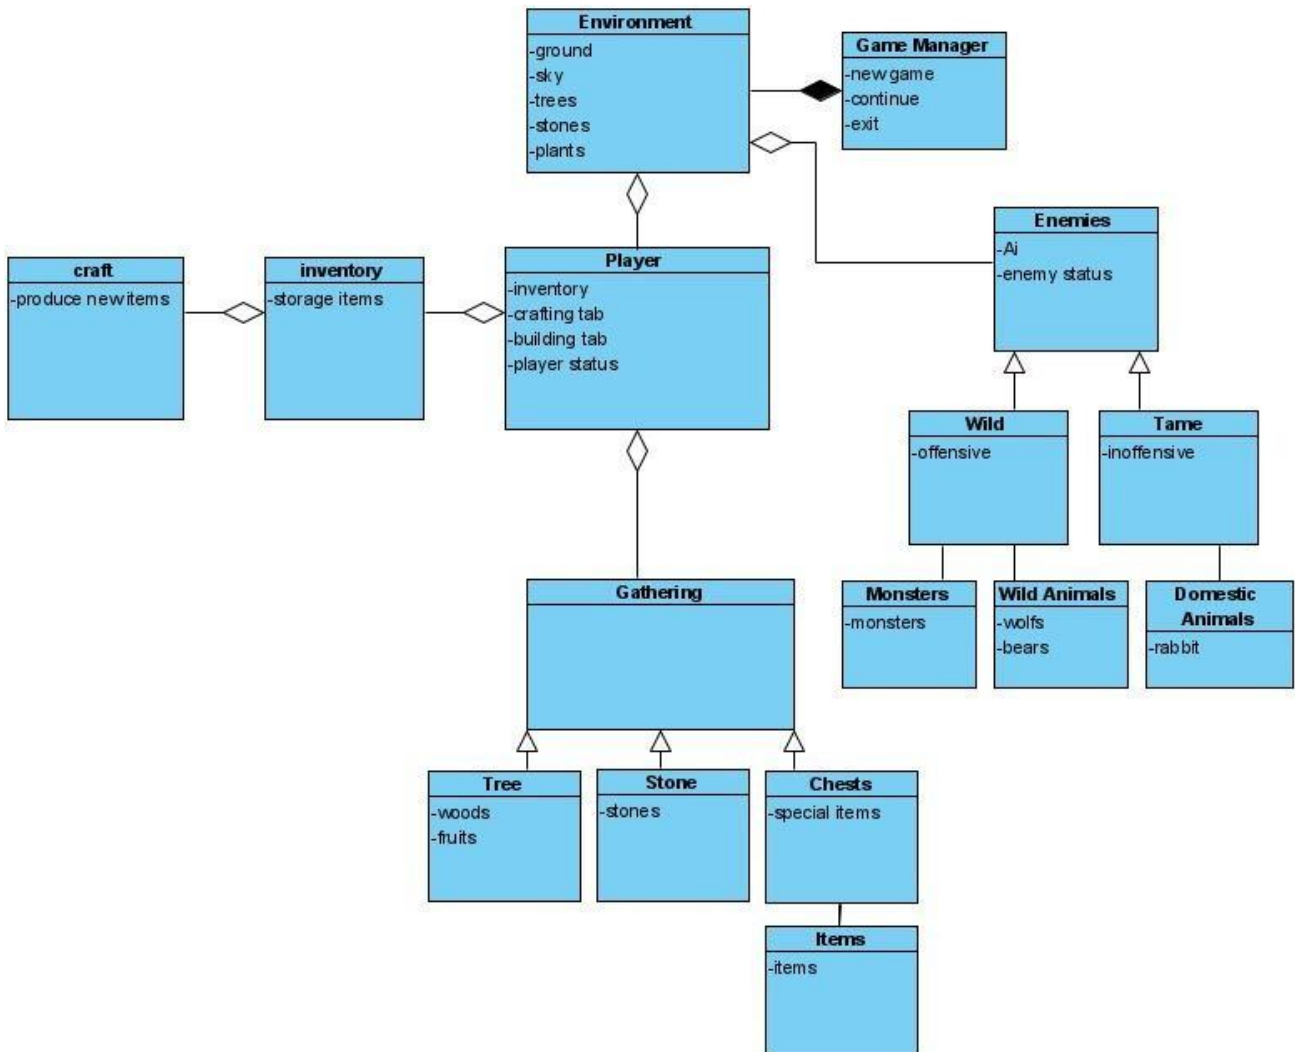 Environment
-ground
-sky
-trees
-stones
-plants
Game Manager
-new game
-continue
-exit
Enemies
-Ai
-enemy status
craft
-produce new items
inventory
-storage items
Player
-inventory
-crafting tab
-building tab
-player status
Wild
-offensive
Tame
-inoffensive
Gathering
Monsters
-monsters
Wild Animals
-wolfs
-bears
Domestic
Animals
-rabbit
Tree
-woods
-fruits
Stone
-stones
Chests
-special items
Items
-items